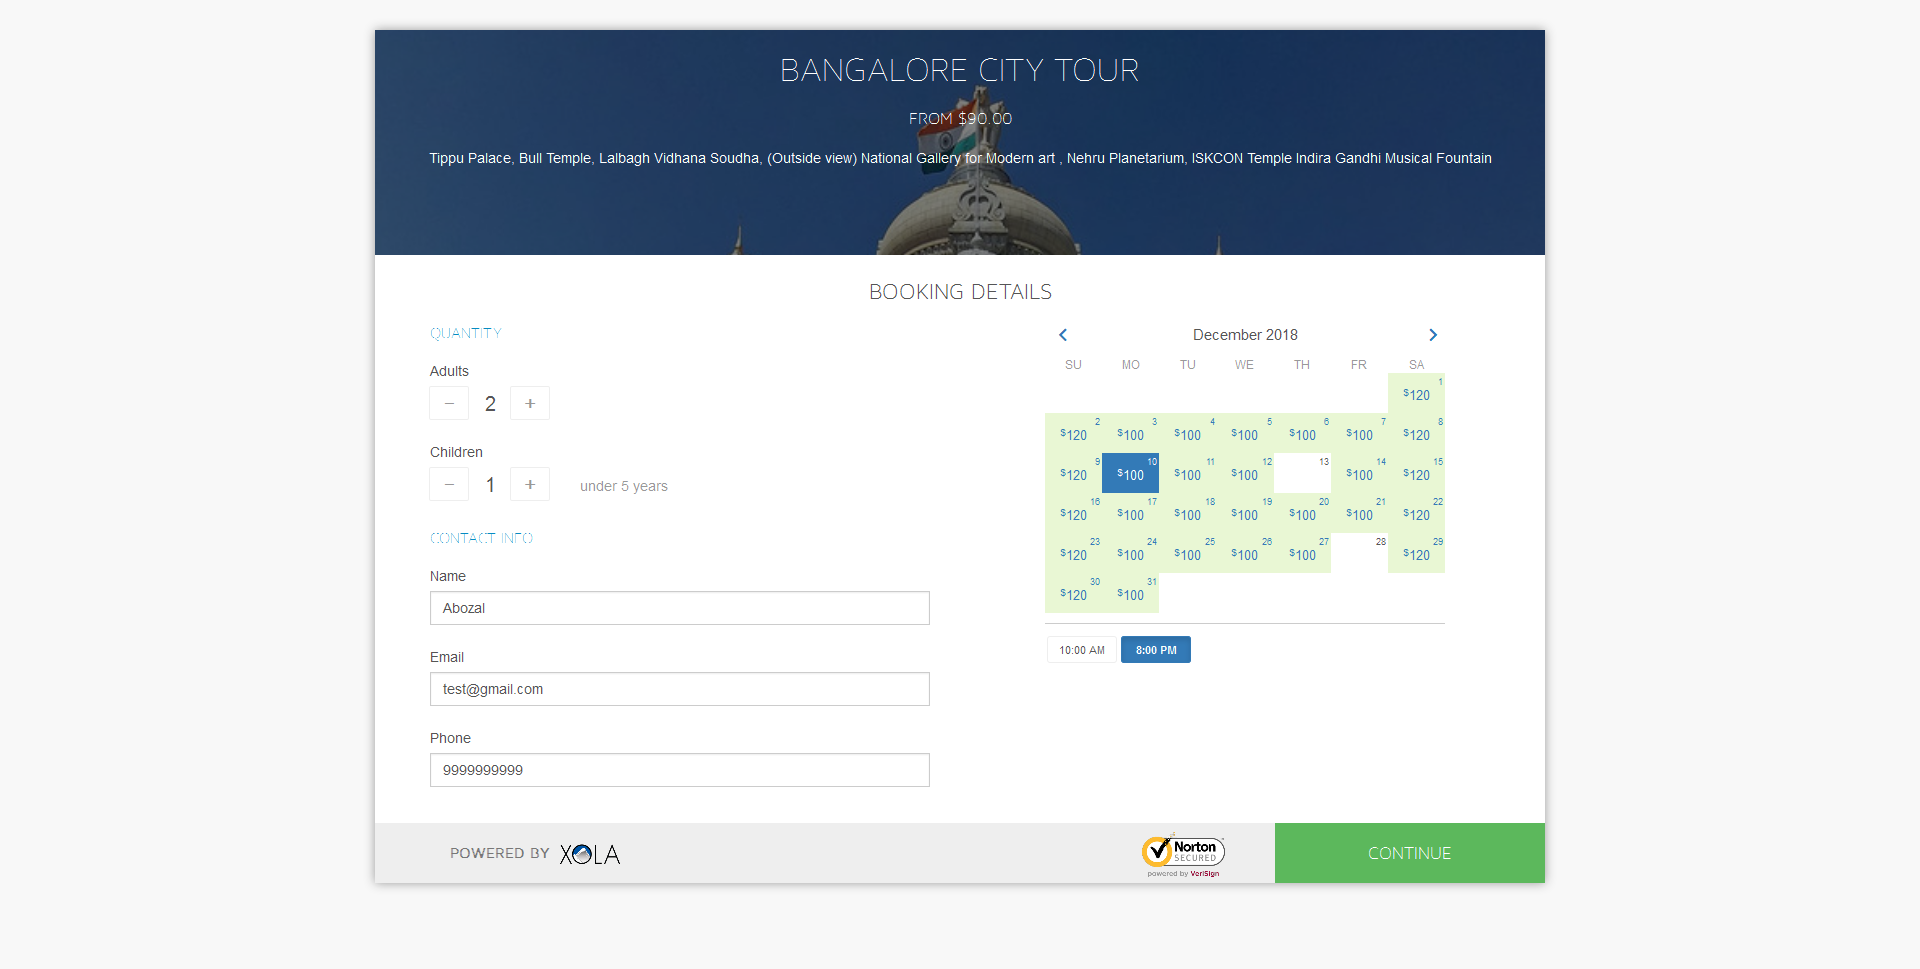 BANGALORE CITY TOUR
FROM $90.00
Tippu Palace, Bull Temple, Lalbagh Vidhana Soudha, (Outside view) National Gallery for Modern art , Nehru Planetarium, ISKCON Temple Indira Gandhi Musical Fountain
BOOKING DETAILS
QUANTITY
Adults
− 2 +
Children
− 1 + under 5 years
CONTACT INFO
Name
Abozal
Email
test@gmail.com
Phone
9999999999
December 2018
SU MO TU WE TH FR SA
1 $120
2 $120 3 $100 4 $100 5 $100 6 $100 7 $100 8 $120
9 $120 10 $100 11 $100 12 $100 13 14 $100 15 $120
16 $120 17 $100 18 $100 19 $100 20 $100 21 $100 22 $120
23 $120 24 $100 25 $100 26 $100 27 $100 28 29 $120
30 $120 31 $100
10:00 AM 8:00 PM
POWERED BY XOLA
Norton
SECURED
powered by VeriSign
CONTINUE